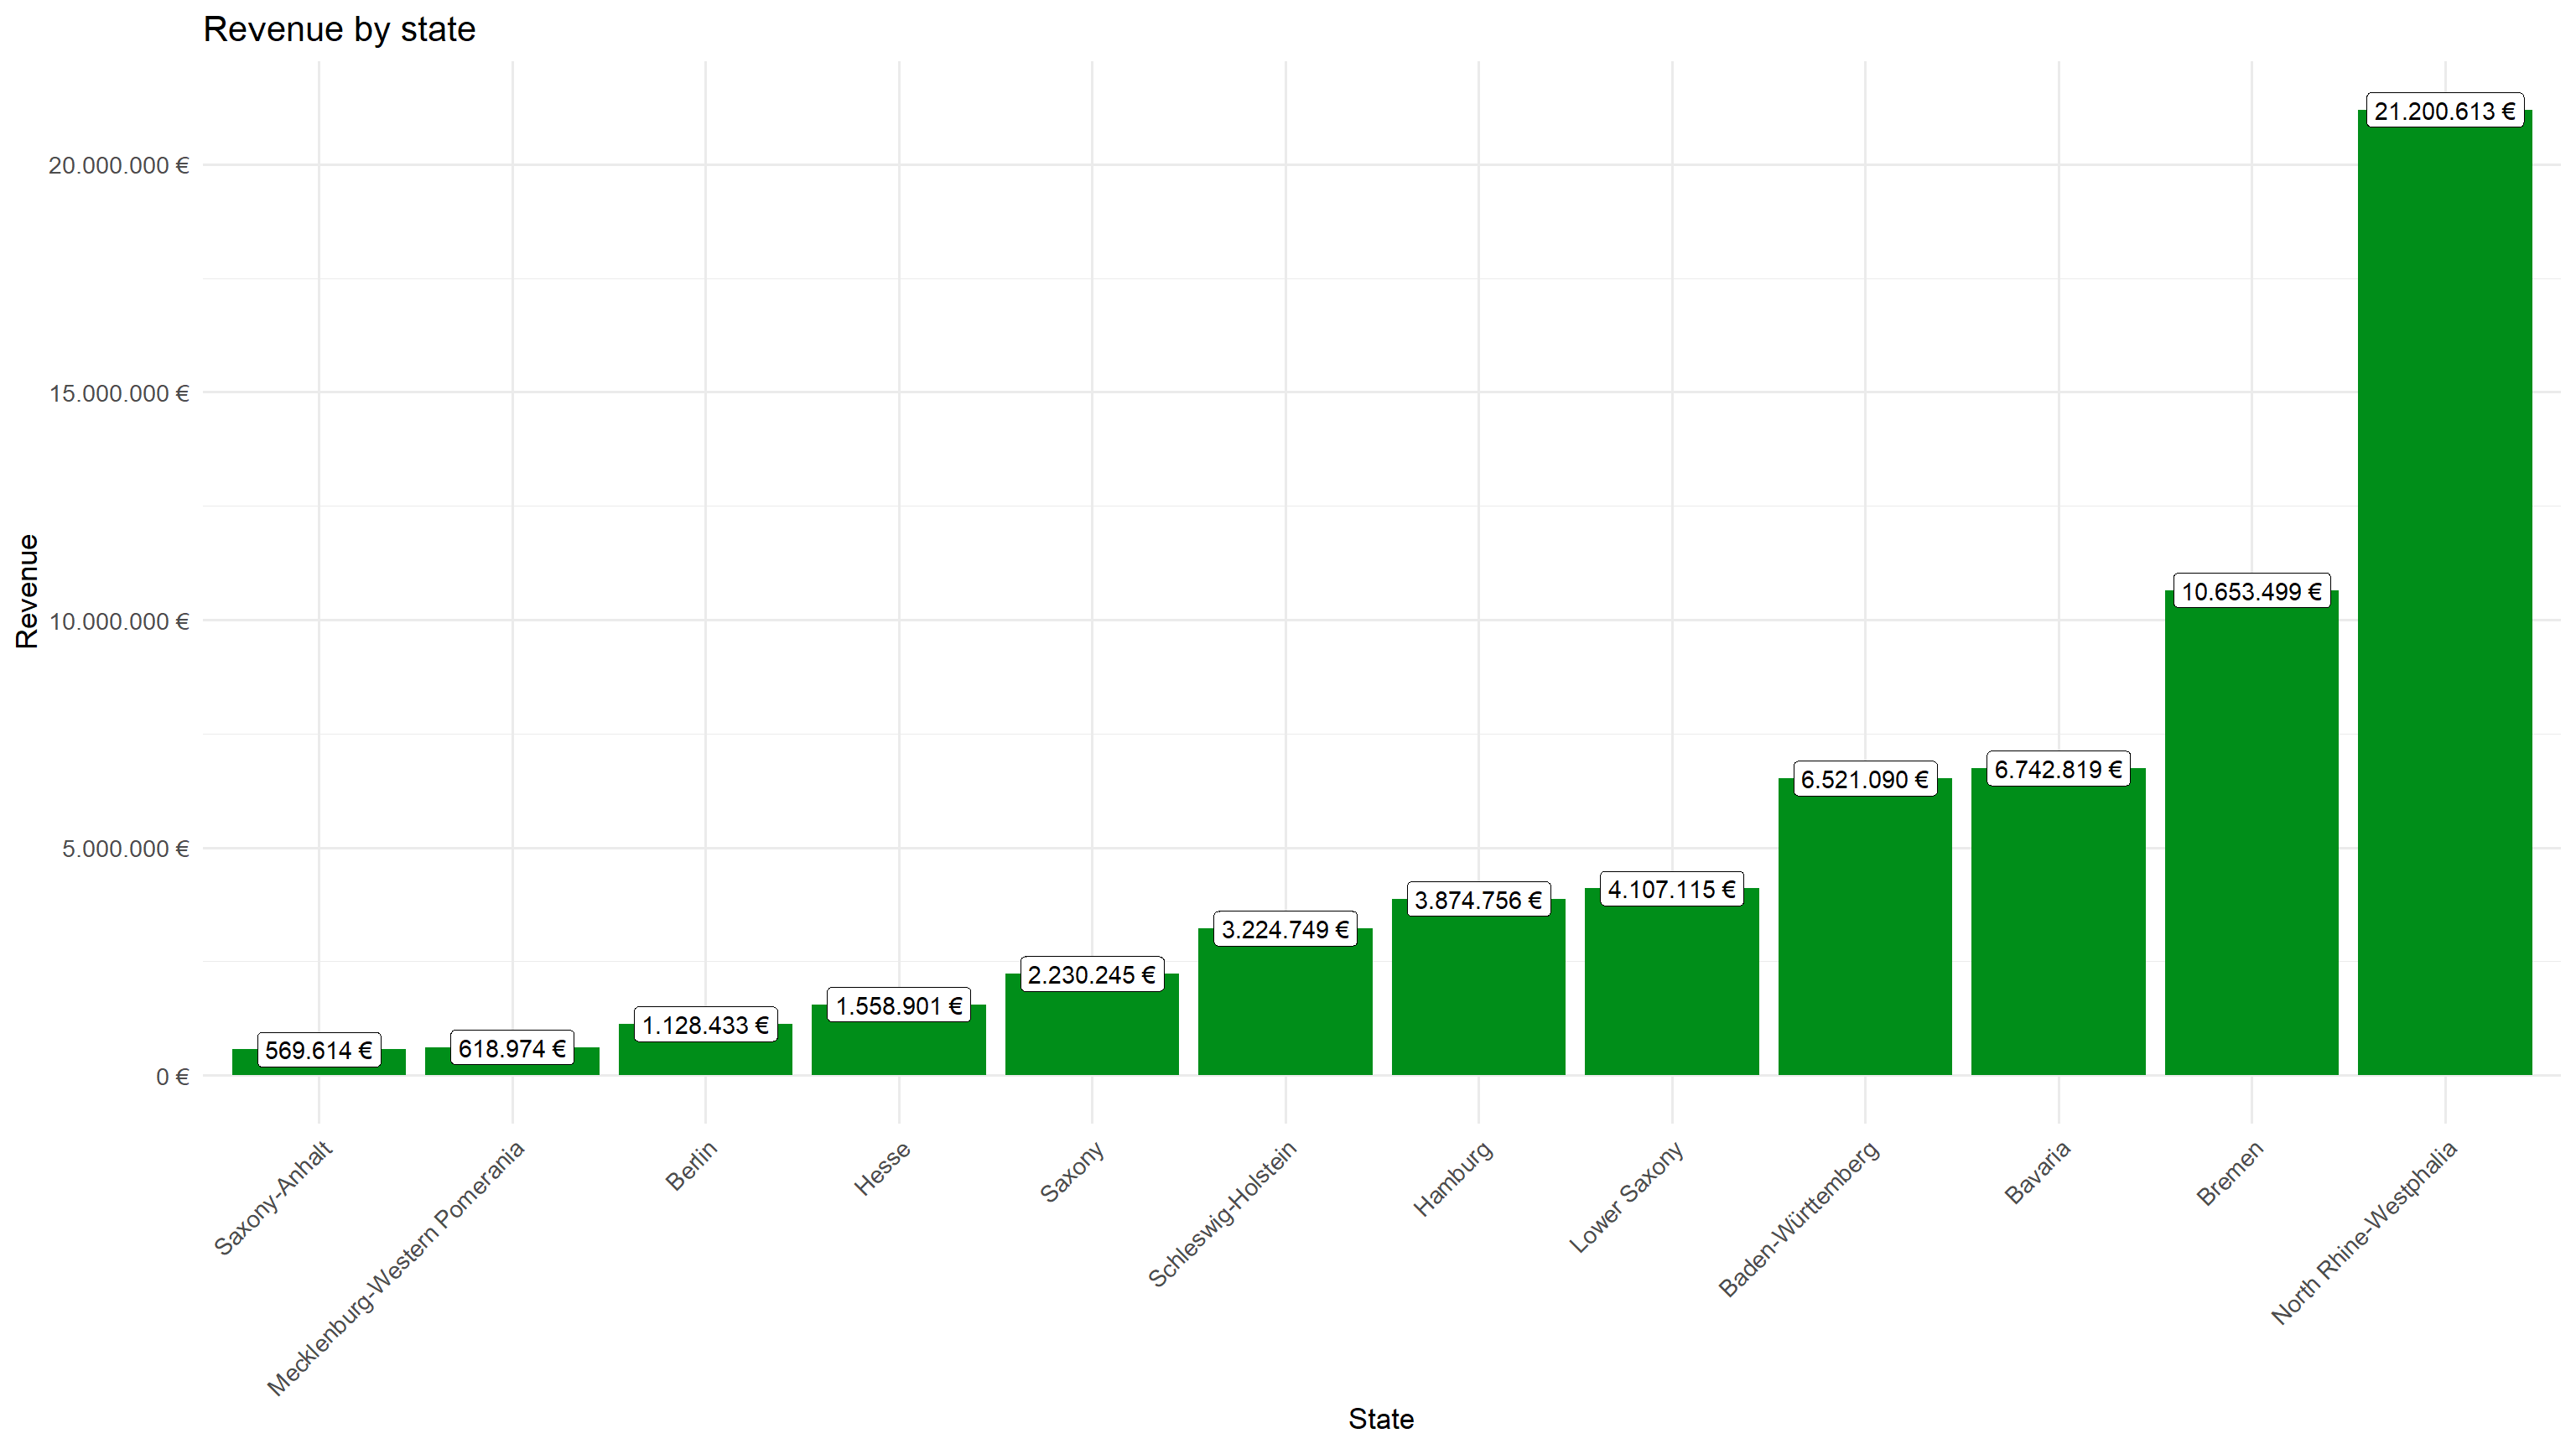 Revenue by state
Revenue
20.000.000 €
15.000.000 €
10.000.000 €
5.000.000 €
0 €
569.614 €
618.974 €
1.128.433 €
1.558.901 €
2.230.245 €
3.224.749 €
3.874.756 €
4.107.115 €
6.521.090 €
6.742.819 €
10.653.499 €
21.200.613 €
Saxony-Anhalt
Mecklenburg-Western Pomerania
Berlin
Hesse
Saxony
Schleswig-Holstein
Hamburg
Lower Saxony
Baden-Württemberg
Bavaria
Bremen
North Rhine-Westphalia
State